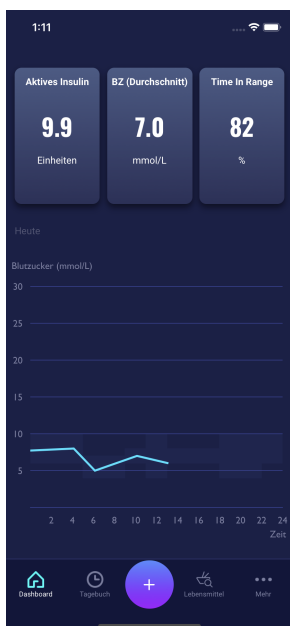 1:11
Aktives Insulin
9.9
Einheiten
BZ (Durchschnitt)
7.0
mmol/L
Time In Range
82
%
Heute
Blutzucker (mmol/L)
30
25
20
15
10
5
2 4 6 8 10 12 14 16 18 20 22 24
Zeit
Dashboard
Tagebuch
+
Lebensmittel
Mehr